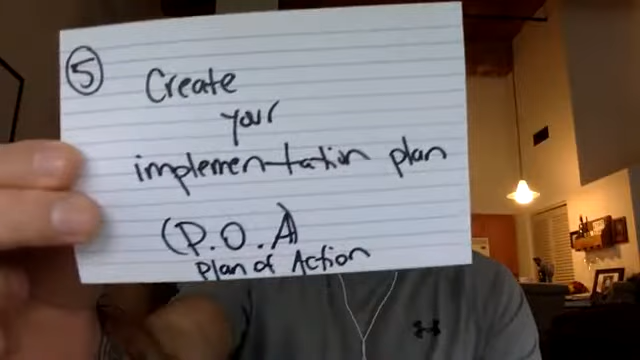 5
Create
your
implementation plan
(P.O.A)
Plan of Action